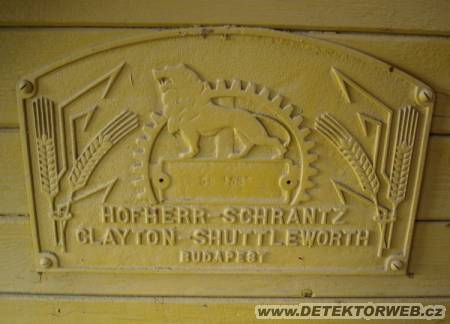 HOFHERR-SCHRANTZ
CLAYTON-SHUTTLEWORTH
BUDAPEST
www.DETEKTORWEB.cz